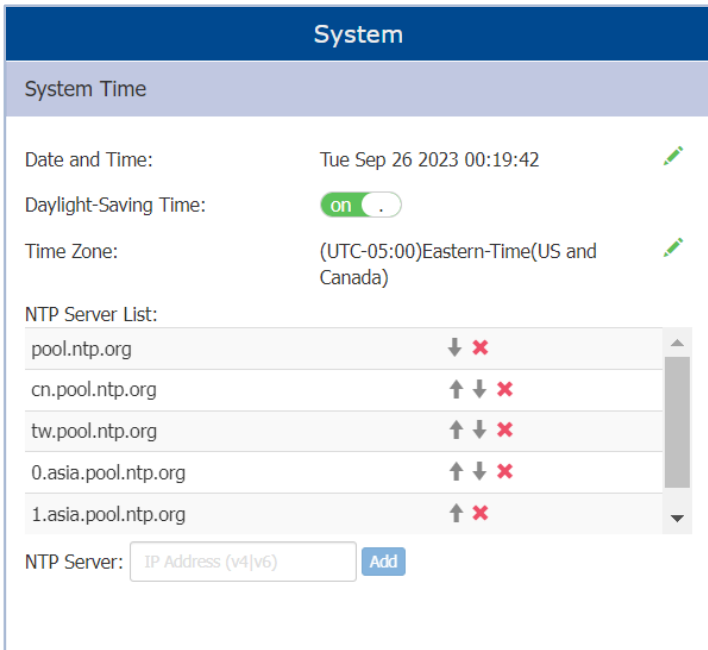 System
System Time
Date and Time: Tue Sep 26 2023 00:19:42
Daylight-Saving Time: on .
Time Zone: (UTC-05:00)Eastern-Time(US and
Canada)
NTP Server List:
pool.ntp.org
cn.pool.ntp.org
tw.pool.ntp.org
0.asia.pool.ntp.org
1.asia.pool.ntp.org
NTP Server: IP Address (v4|v6) Add